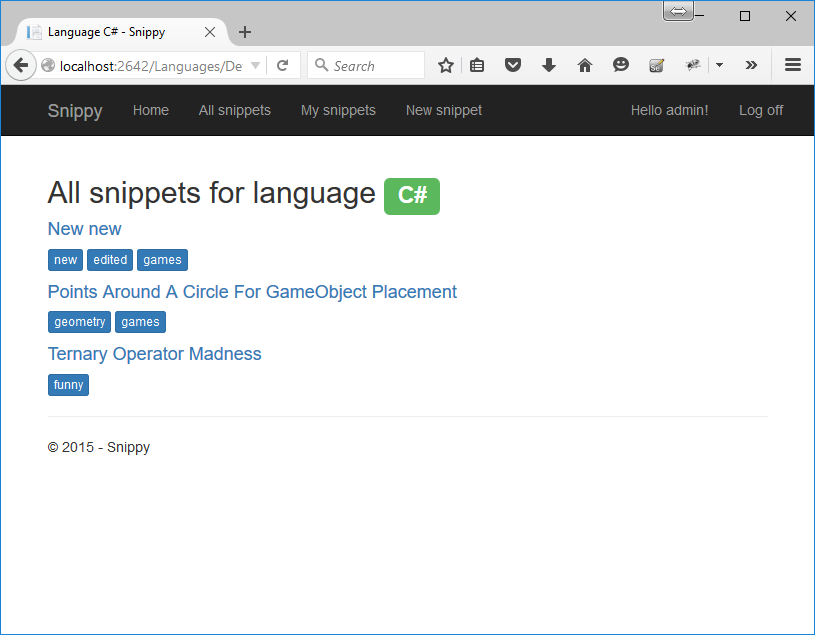 Language C# - Snippy
localhost:2642/Languages/De
Search
Snippy Home All snippets My snippets New snippet Hello admin! Log off
All snippets for language C#
New new
new edited games
Points Around A Circle For GameObject Placement
geometry games
Ternary Operator Madness
funny
© 2015 - Snippy